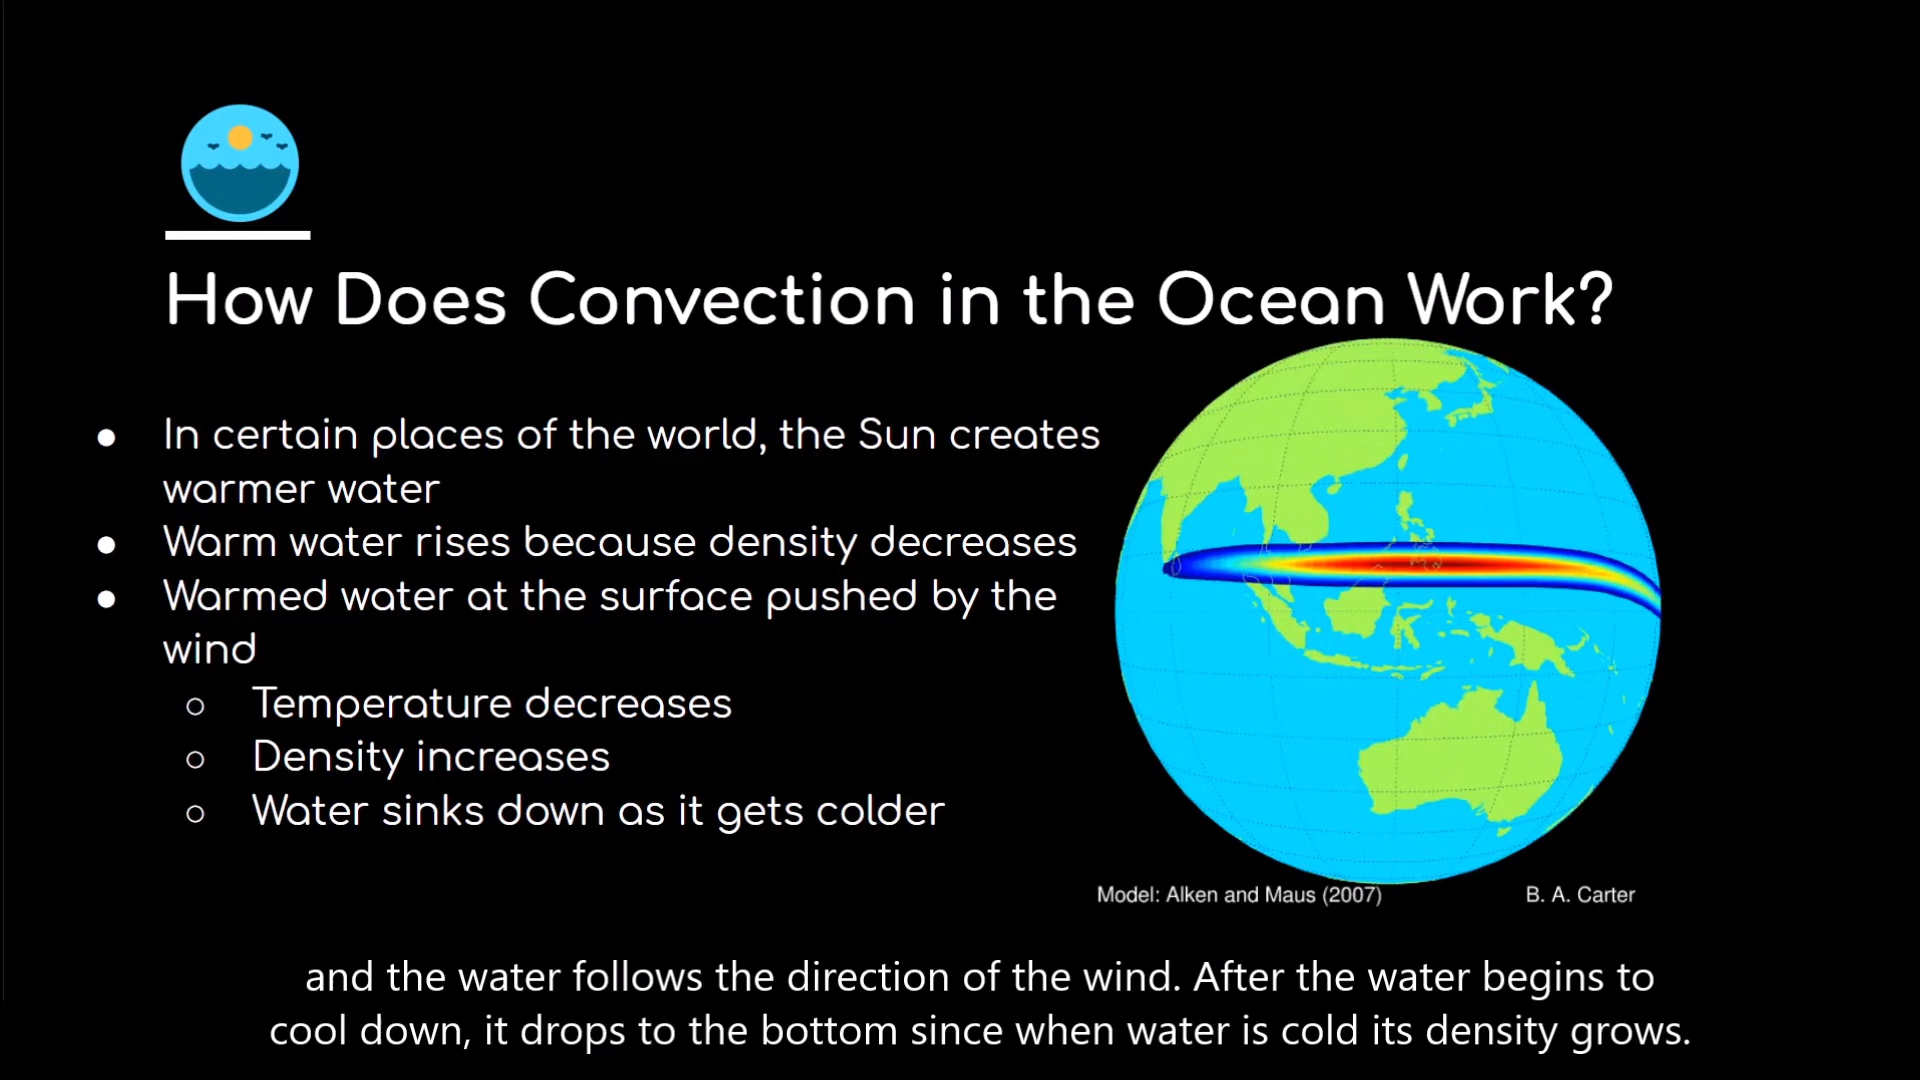 How Does Convection in the Ocean Work?
● In certain places of the world, the Sun creates
warmer water
● Warm water rises because density decreases
● Warmed water at the surface pushed by the
wind
○ Temperature decreases
○ Density increases
○ Water sinks down as it gets colder
Model: Alken and Maus (2007) B. A. Carter
and the water follows the direction of the wind. After the water begins to
cool down, it drops to the bottom since when water is cold its density grows.